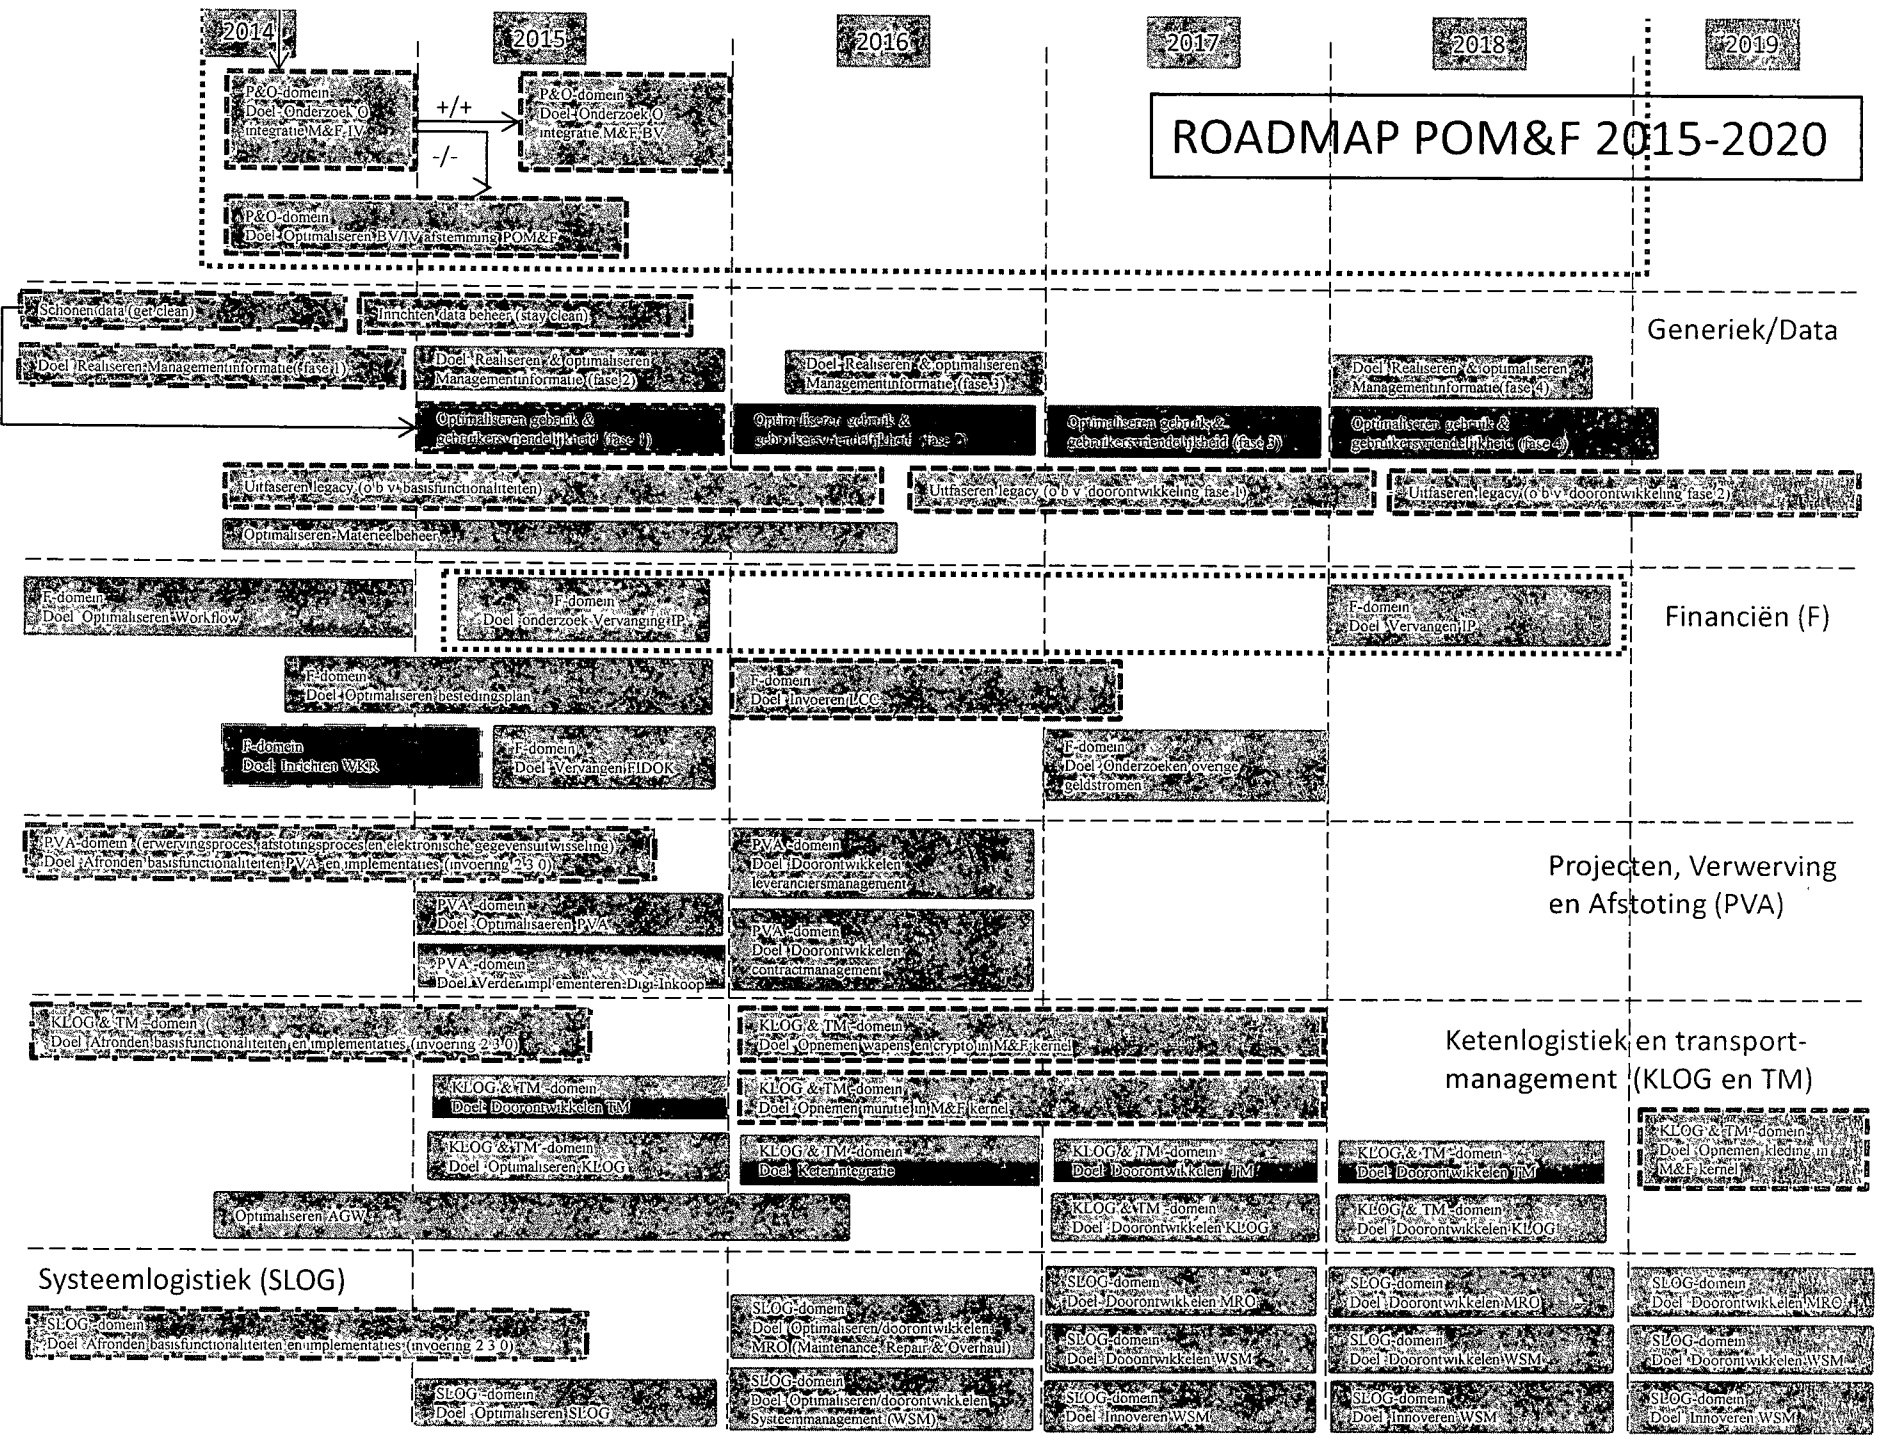 2014
2015
2016
2017
2018
2019
ROADMAP POM&F 2015-2020
P&O-domein
Doel Onderzoek O
integratie M&F IV
+/+
-/-
P&O-domein
Doel Onderzoek O
integratie M&F BV
P&O-domein
Doel Optimaliseren BV/IV afstemming POM&F
Generiek/Data
Schonen data (get clean)
Inrichten data beheer (stay clean)
Doel Realiseren Managementinformatie (fase 1)
Doel Realiseren & optimaliseren
Managementinformatie (fase 2)
Doel Realiseren & optimaliseren
Managementinformatie (fase 3)
Doel Realiseren & optimaliseren
Managementinformatie (fase 4)
Optimaliseren gebruik &
gebruikersvriendelijkheid (fase 1)
Optimaliseren gebruik &
gebruikersvriendelijkheid (fase 2)
Optimaliseren gebruik &
gebruikersvriendelijkheid (fase 3)
Optimaliseren gebruik &
gebruikersvriendelijkheid (fase 4)
Uitfaseren legacy (o b v basisfunctionaliteiten)
Uitfaseren legacy (o b v doorontwikkeling fase 1)
Uitfaseren legacy (o b v doorontwikkeling fase 2)
Optimaliseren Materieelbeheer
Financiën (F)
F-domein
Doel Optimaliseren Workflow
F-domein
Doel onderzoek Vervanging IP
F-domein
Doel Vervangen IP
F-domein
Doel Optimaliseren bestedingsplan
F-domein
Doel Invoeren LCC
F-domein
Doel Inrichten WKR
F-domein
Doel Vervangen FIDOK
F-domein
Doel Onderzoeken overige
geldstromen
Projecten, Verwerving
en Afstoting (PVA)
PVA-domein (erwervingsproces, afstotingsproces en elektronische gegevensuitwisseling)
Doel Afronden basisfunctionaliteiten PVA en implementaties (invoering 2 3 0)
PVA -domein
Doel Doorontwikkelen
leveranciersmanagement
PVA -domein
Doel Optimalisaeren PVA
PVA -domein
Doel Doorontwikkelen
contractmanagement
PVA -domein
Doel Verder implementeren Digi-Inkoop
Ketenlogistiek en transport-
management (KLOG en TM)
KLOG & TM -domein (
Doel Afronden basisfunctionaliteiten en implementaties (invoering 2 3 0)
KLOG & TM -domein
Doel Opnemen wapens en crypto in M&F kernel
KLOG & TM -domein
Doel Doorontwikkelen TM
KLOG & TM -domein
Doel Opnemen munitie in M&F kernel
KLOG & TM -domein
Doel Optimaliseren KLOG
KLOG & TM -domein
Doel Ketenintegratie
KLOG & TM -domein
Doel Doorontwikkelen TM
KLOG & TM -domein
Doel Doorontwikkelen TM
KLOG & TM -domein
Doel Opnemen kleding in
M&F kernel
Optimaliseren AGW
KLOG & TM -domein
Doel Doorontwikkelen KLOG
KLOG & TM -domein
Doel Doorontwikkelen KLOG
Systeemlogistiek (SLOG)
SLOG-domein
Doel Afronden basisfunctionaliteiten en implementaties (invoering 2 3 0)
SLOG -domein
Doel Optimaliseren SLOG
SLOG-domein
Doel Optimaliseren/doorontwikkelen
MRO (Maintenance, Repair & Overhaul)
SLOG-domein
Doel Optimaliseren/doorontwikkelen
Systeemmanagement (WSM)
SLOG-domein
Doel Doorontwikkelen MRO
SLOG-domein
Doel Dooontwikkelen WSM
SLOG-domein
Doel Innoveren WSM
SLOG-domein
Doel Doorontwikkelen MRO
SLOG-domein
Doel Doorontwikkelen WSM
SLOG-domein
Doel Innoveren WSM
SLOG-domein
Doel Doorontwikkelen MRO
SLOG-domein
Doel Doorontwikkelen WSM
SLOG-domein
Doel Innoveren WSM